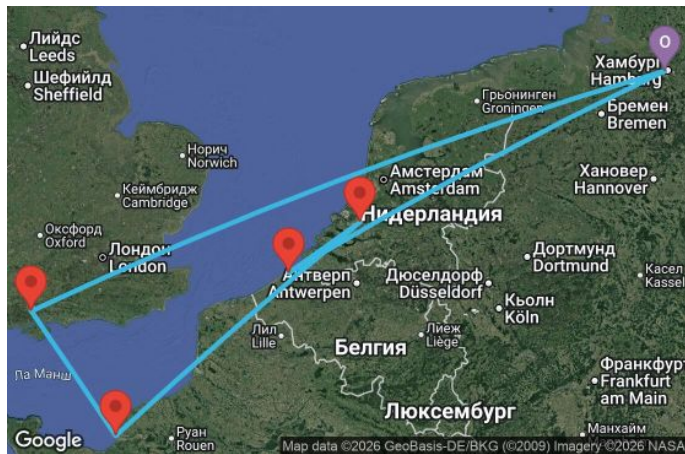 O
Лийдс
Leeds
Хамбург
Hamburg
Шефийлд
Sheffield
Грьонинген
Groningen
Бремен
Bremen
Норич
Norwich
Амстердам
Amsterdam
Хановер
Hannover
Кеймбридж
Cambridge
Нидерландия
Оксфорд
Oxford
Лондон
London
Дортмунд
Dortmund
Антверп
Antwerpen
Дюселдорф
Düsseldorf
Касел
Kassel
Кьолн
Köln
Лил
Lille
Лиеж
Liège
Белгия
Ла Манш
Франкфурт
Frankfurt
am Main
Люксембург
Руан
Rouen
Манхайм
Google
Map data ©2026 GeoBasis-DE/BKG (©2009) Imagery ©2026 NASA